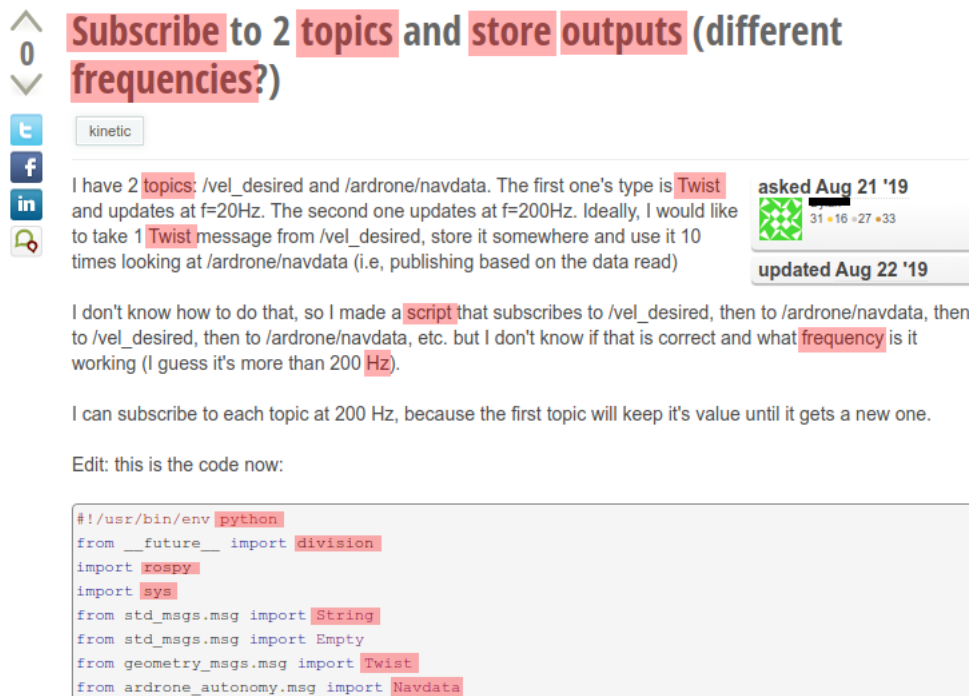 Subscribe to 2 topics and store outputs (different
frequencies?)
0
kinetic
I have 2 topics: /vel_desired and /ardrone/navdata. The first one's type is Twist
and updates at f=20Hz. The second one updates at f=200Hz. Ideally, I would like
to take 1 Twist message from /vel_desired, store it somewhere and use it 10
times looking at /ardrone/navdata (i.e, publishing based on the data read)
asked Aug 21 '19
31 16 27 33
updated Aug 22 '19
I don't know how to do that, so I made a script that subscribes to /vel_desired, then to /ardrone/navdata, then
to /vel_desired, then to /ardrone/navdata, etc. but I don't know if that is correct and what frequency is it
working (I guess it's more than 200 Hz).
I can subscribe to each topic at 200 Hz, because the first topic will keep it's value until it gets a new one.
Edit: this is the code now:
#!/usr/bin/env python
from __future__ import division
import rospy
import sys
from std_msgs.msg import String
from std_msgs.msg import Empty
from geometry_msgs.msg import Twist
from ardrone_autonomy.msg import Navdata